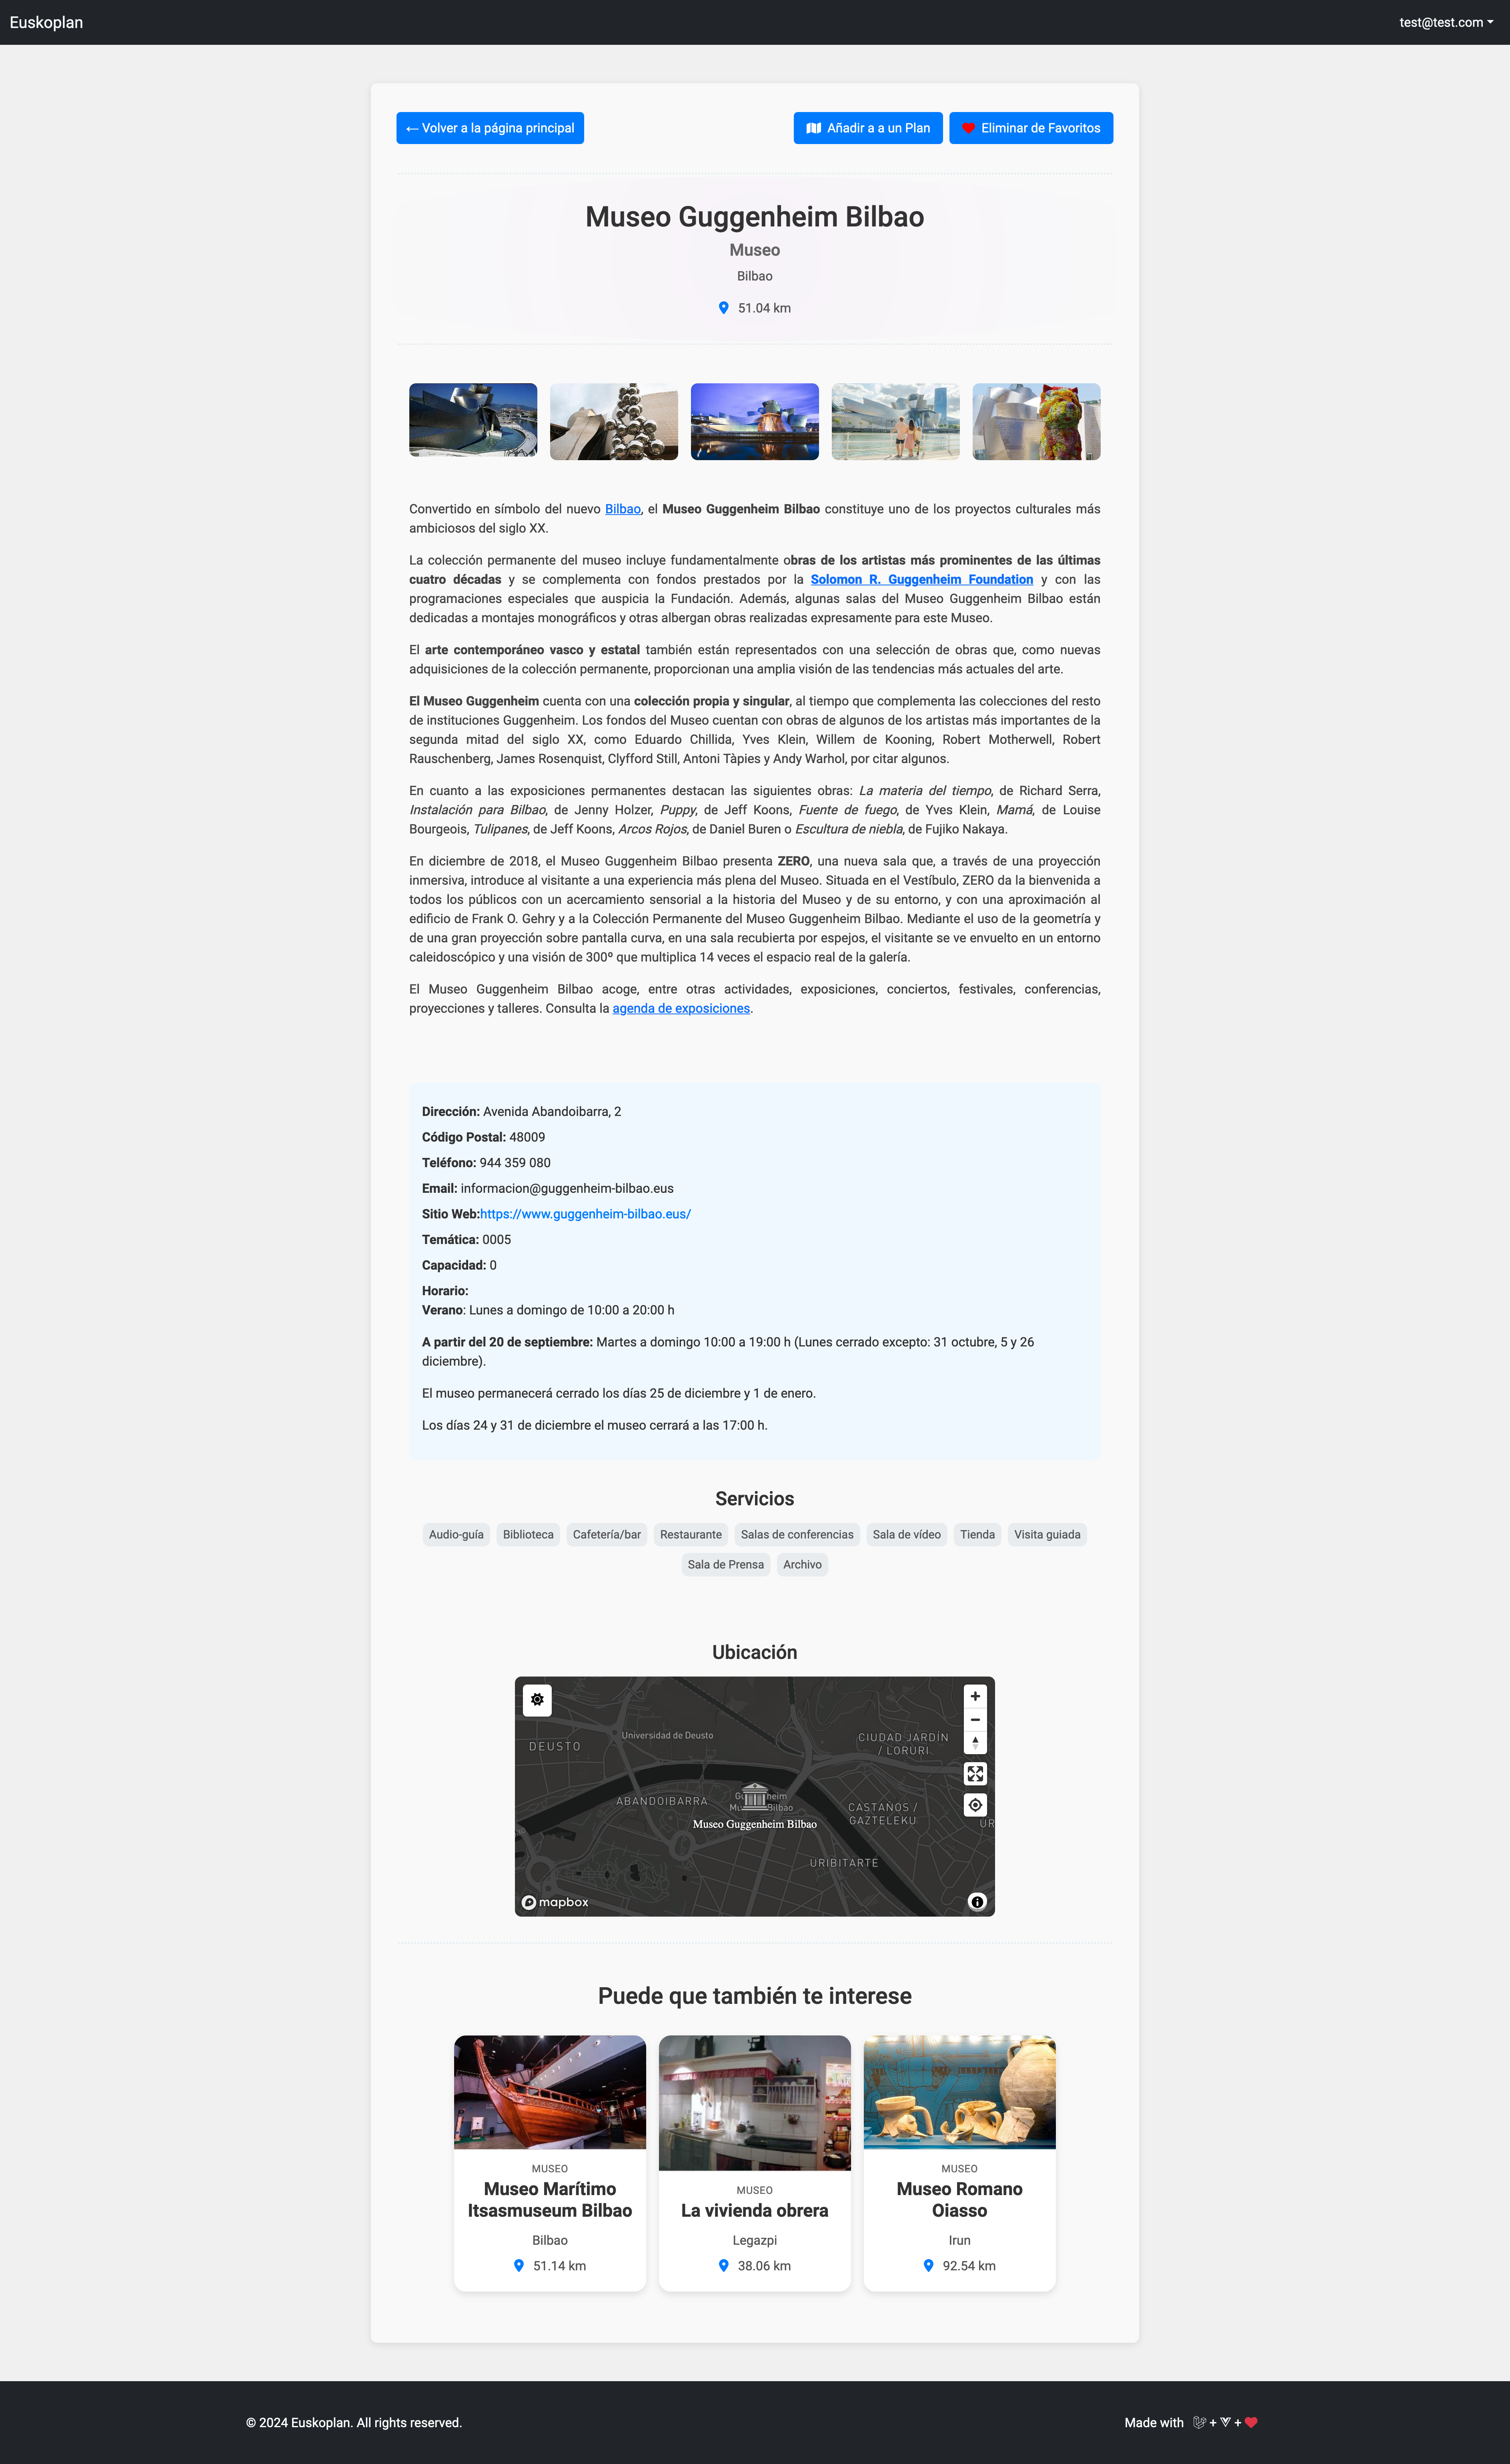 Euskoplan
test@test.com
← Volver a la página principal
Añadir a a un Plan
Eliminar de Favoritos
Museo Guggenheim Bilbao
Museo
Bilbao
51.04 km
Convertido en símbolo del nuevo Bilbao, el Museo Guggenheim Bilbao constituye uno de los proyectos culturales más
ambiciosos del siglo XX.
La colección permanente del museo incluye fundamentalmente obras de los artistas más prominentes de las últimas
cuatro décadas y se complementa con fondos prestados por la Solomon R. Guggenheim Foundation y con las
programaciones especiales que auspicia la Fundación. Además, algunas salas del Museo Guggenheim Bilbao están
dedicadas a montajes monográficos y otras albergan obras realizadas expresamente para este Museo.
El arte contemporáneo vasco y estatal también están representados con una selección de obras que, como nuevas
adquisiciones de la colección permanente, proporcionan una amplia visión de las tendencias más actuales del arte.
El Museo Guggenheim cuenta con una colección propia y singular, al tiempo que complementa las colecciones del resto
de instituciones Guggenheim. Los fondos del Museo cuentan con obras de algunos de los artistas más importantes de la
segunda mitad del siglo XX, como Eduardo Chillida, Yves Klein, Willem de Kooning, Robert Motherwell, Robert
Rauschenberg, James Rosenquist, Clyfford Still, Antoni Tàpies y Andy Warhol, por citar algunos.
En cuanto a las exposiciones permanentes destacan las siguientes obras: La materia del tiempo, de Richard Serra,
Instalación para Bilbao, de Jenny Holzer, Puppy, de Jeff Koons, Fuente de fuego, de Yves Klein, Mamá, de Louise
Bourgeois, Tulipanes, de Jeff Koons, Arcos Rojos, de Daniel Buren o Escultura de niebla, de Fujiko Nakaya.
En diciembre de 2018, el Museo Guggenheim Bilbao presenta ZERO, una nueva sala que, a través de una proyección
inmersiva, introduce al visitante a una experiencia más plena del Museo. Situada en el Vestíbulo, ZERO da la bienvenida a
todos los públicos con un acercamiento sensorial a la historia del Museo y de su entorno, y con una aproximación al
edificio de Frank O. Gehry y a la Colección Permanente del Museo Guggenheim Bilbao. Mediante el uso de la geometría y
de una gran proyección sobre pantalla curva, en una sala recubierta por espejos, el visitante se ve envuelto en un entorno
caleidoscópico y una visión de 300º que multiplica 14 veces el espacio real de la galería.
El Museo Guggenheim Bilbao acoge, entre otras actividades, exposiciones, conciertos, festivales, conferencias,
proyecciones y talleres. Consulta la agenda de exposiciones.
Dirección: Avenida Abandoibarra, 2
Código Postal: 48009
Teléfono: 944 359 080
Email: informacion@guggenheim-bilbao.eus
Sitio Web:https://www.guggenheim-bilbao.eus/
Temática: 0005
Capacidad: 0
Horario:
Verano: Lunes a domingo de 10:00 a 20:00 h
A partir del 20 de septiembre: Martes a domingo 10:00 a 19:00 h (Lunes cerrado excepto: 31 octubre, 5 y 26
diciembre).
El museo permanecerá cerrado los días 25 de diciembre y 1 de enero.
Los días 24 y 31 de diciembre el museo cerrará a las 17:00 h.
Servicios
Audio-guía
Biblioteca
Cafetería/bar
Restaurante
Salas de conferencias
Sala de vídeo
Tienda
Visita guiada
Sala de Prensa
Archivo
Ubicación
Universidad de Deusto
DEUSTO
CIUDAD JARDÍN
/ LORURI
ABANDOIBARRA
Bilbao
CASTAÑOS /
GAZTELEKU
UR
Museo Guggenheim Bilbao
URIBITARTE
mapbox
Puede que también te interese
MUSEO
Museo Marítimo
Itsasmuseum Bilbao
Bilbao
51.14 km
MUSEO
La vivienda obrera
Legazpi
38.06 km
MUSEO
Museo Romano
Oiasso
Irun
92.54 km
© 2024 Euskoplan. All rights reserved.
Made with + +